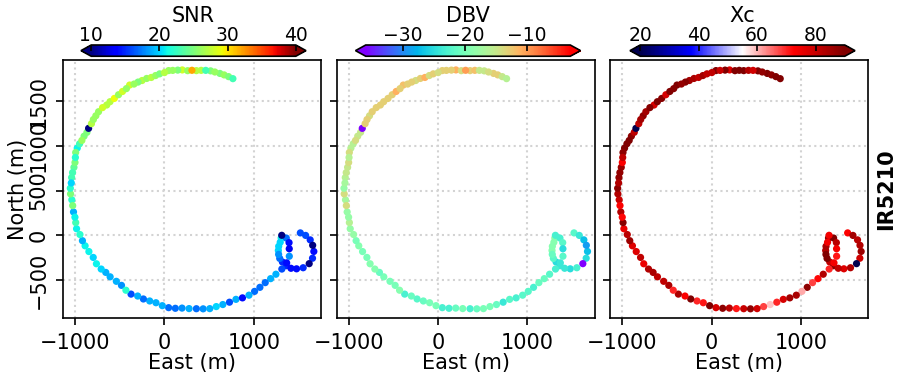 SNR DBV Xc
10 20 30 40 −30 −20 −10 20 40 60 80
North (m)
1500
1000
500
0
−500
IR5210
−1000 0 1000 −1000 0 1000 −1000 0 1000
East (m) East (m) East (m)